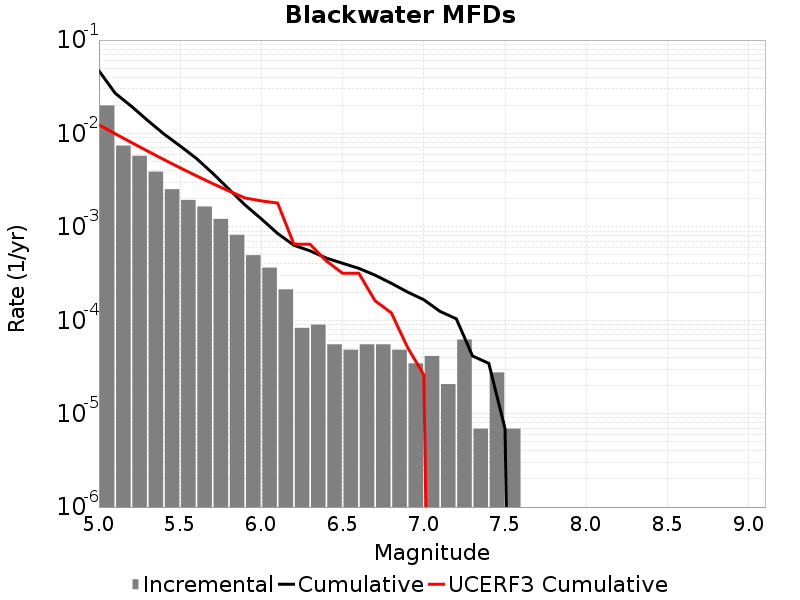 Blackwater MFDs
10-1
10-2
10-3
10-4
10-5
10-6
Rate (1/yr)
5.0 5.5 6.0 6.5 7.0 7.5 8.0 8.5 9.0
Magnitude
Incremental Cumulative UCERF3 Cumulative